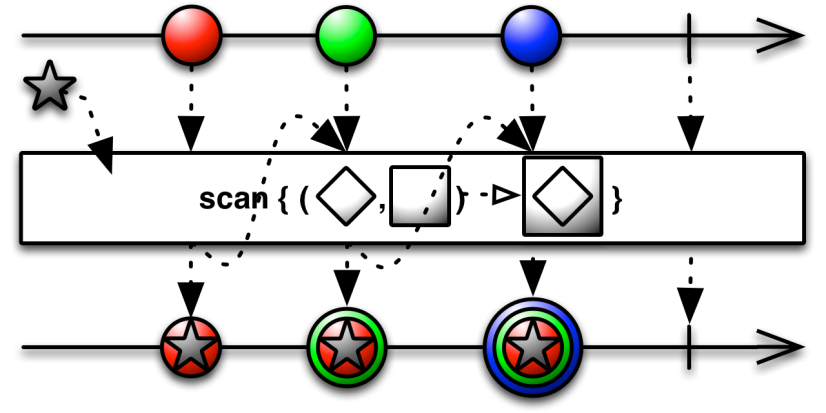 scan { ( , ) }